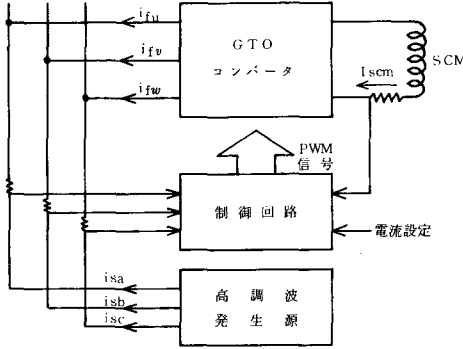 ifu
GTO
コンバータ
ifv
ifw
Iscm
SCM
PWM
信号
制御回路
電流設定
isa
isb
isc
高調波
発生源